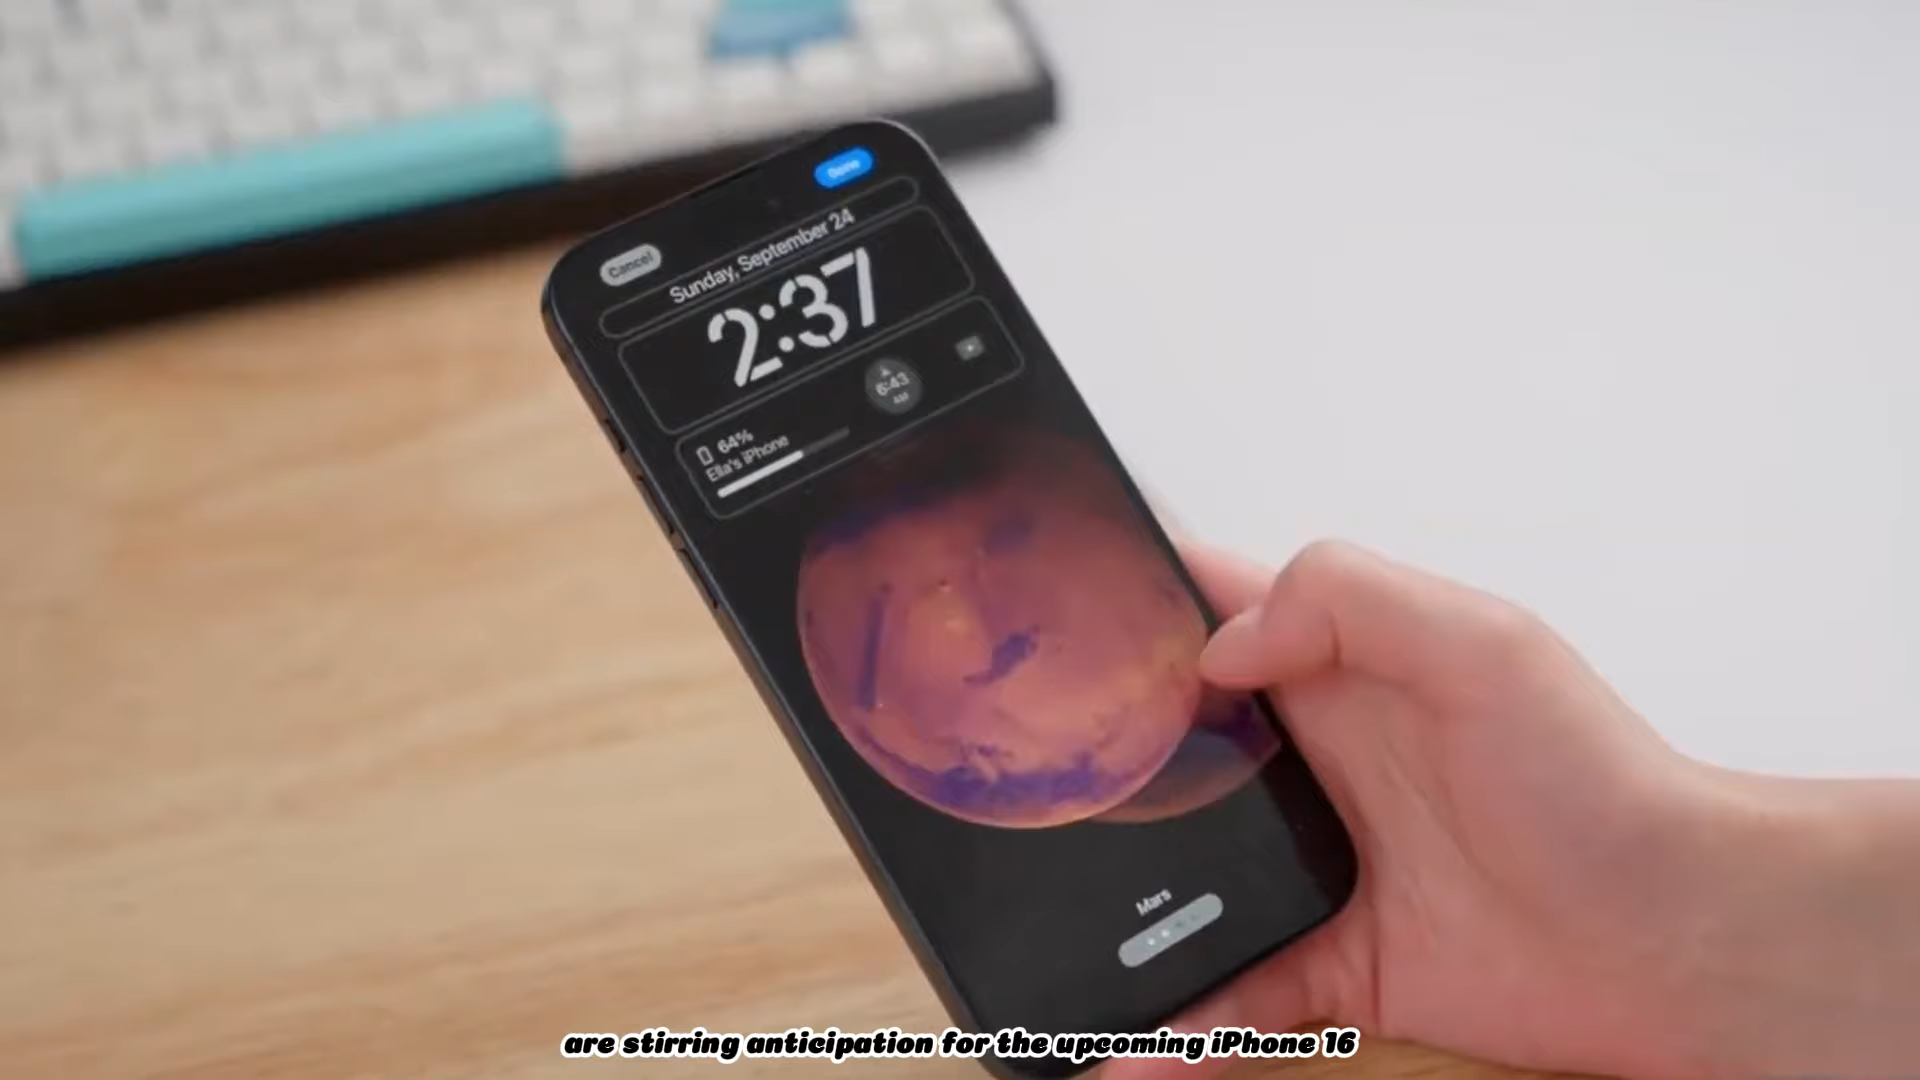 Done
Cancel
Sunday, September 24
2:37
6:43
AM
64%
Ella's iPhone
Mars
are stirring anticipation for the upcoming iPhone 16